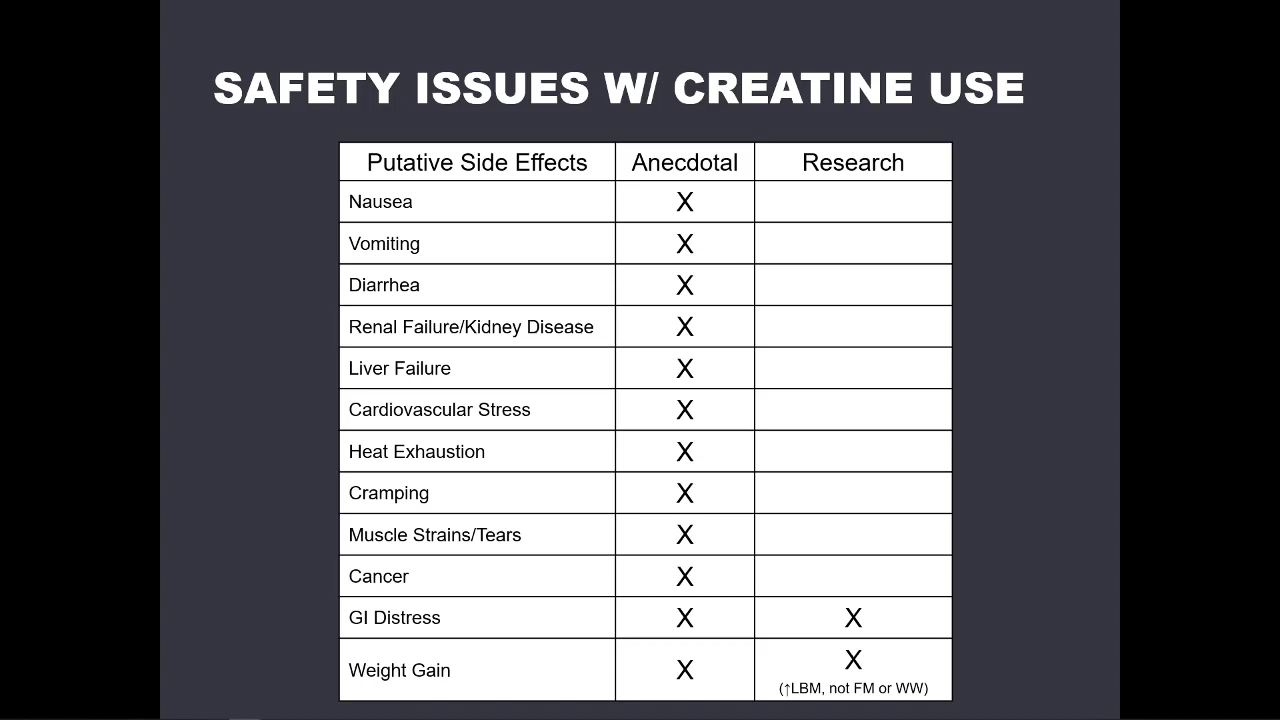 SAFETY ISSUES W/ CREATINE USE
Putative Side Effects Anecdotal Research
Nausea X
Vomiting X
Diarrhea X
Renal Failure/Kidney Disease X
Liver Failure X
Cardiovascular Stress X
Heat Exhaustion X
Cramping X
Muscle Strains/Tears X
Cancer X
GI Distress X X
Weight Gain X X
(↑LBM, not FM or WW)